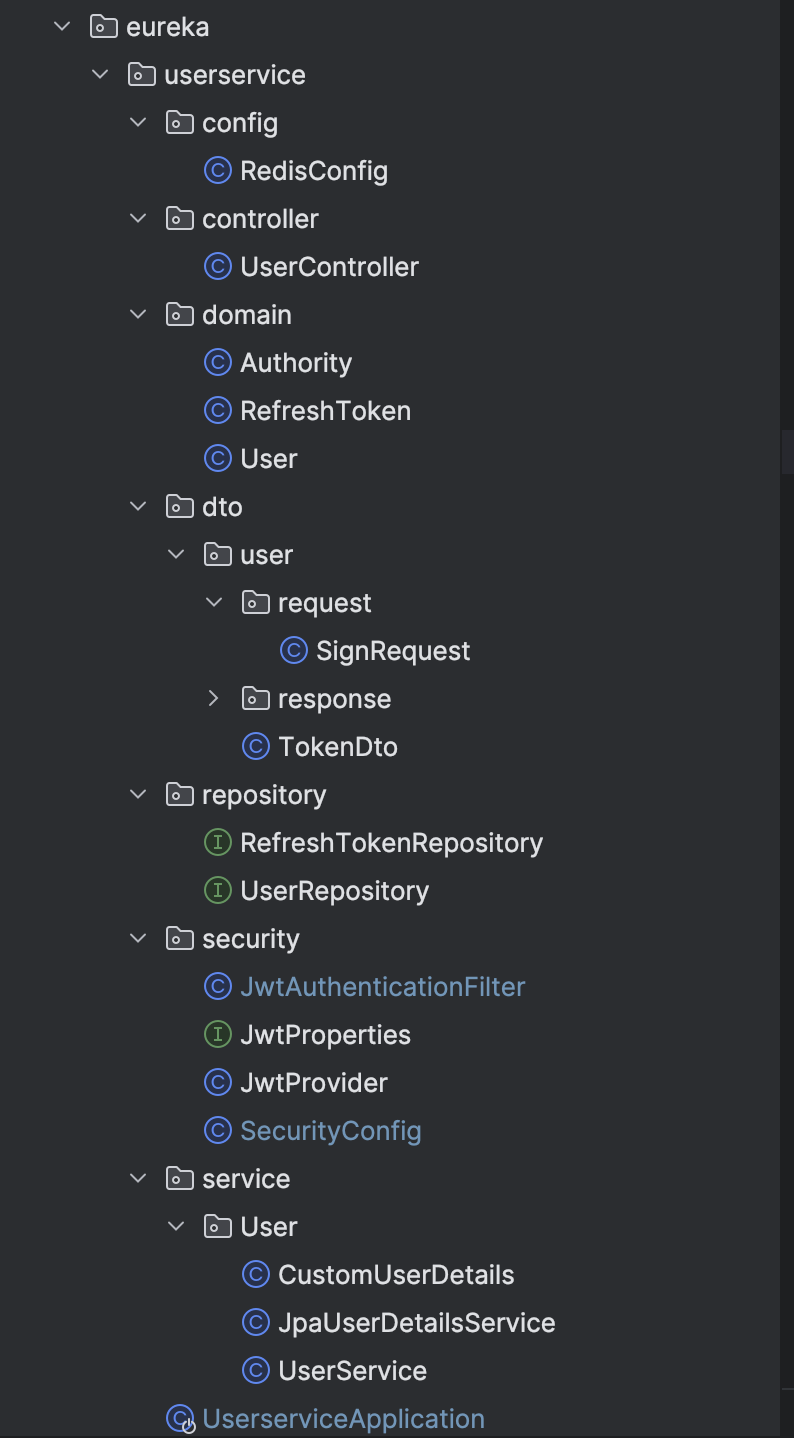 eureka
userservice
config
RedisConfig
controller
UserController
domain
Authority
RefreshToken
User
dto
user
request
SignRequest
response
TokenDto
repository
RefreshTokenRepository
UserRepository
security
JwtAuthenticationFilter
JwtProperties
JwtProvider
SecurityConfig
service
User
CustomUserDetails
JpaUserDetailsService
UserService
UserserviceApplication